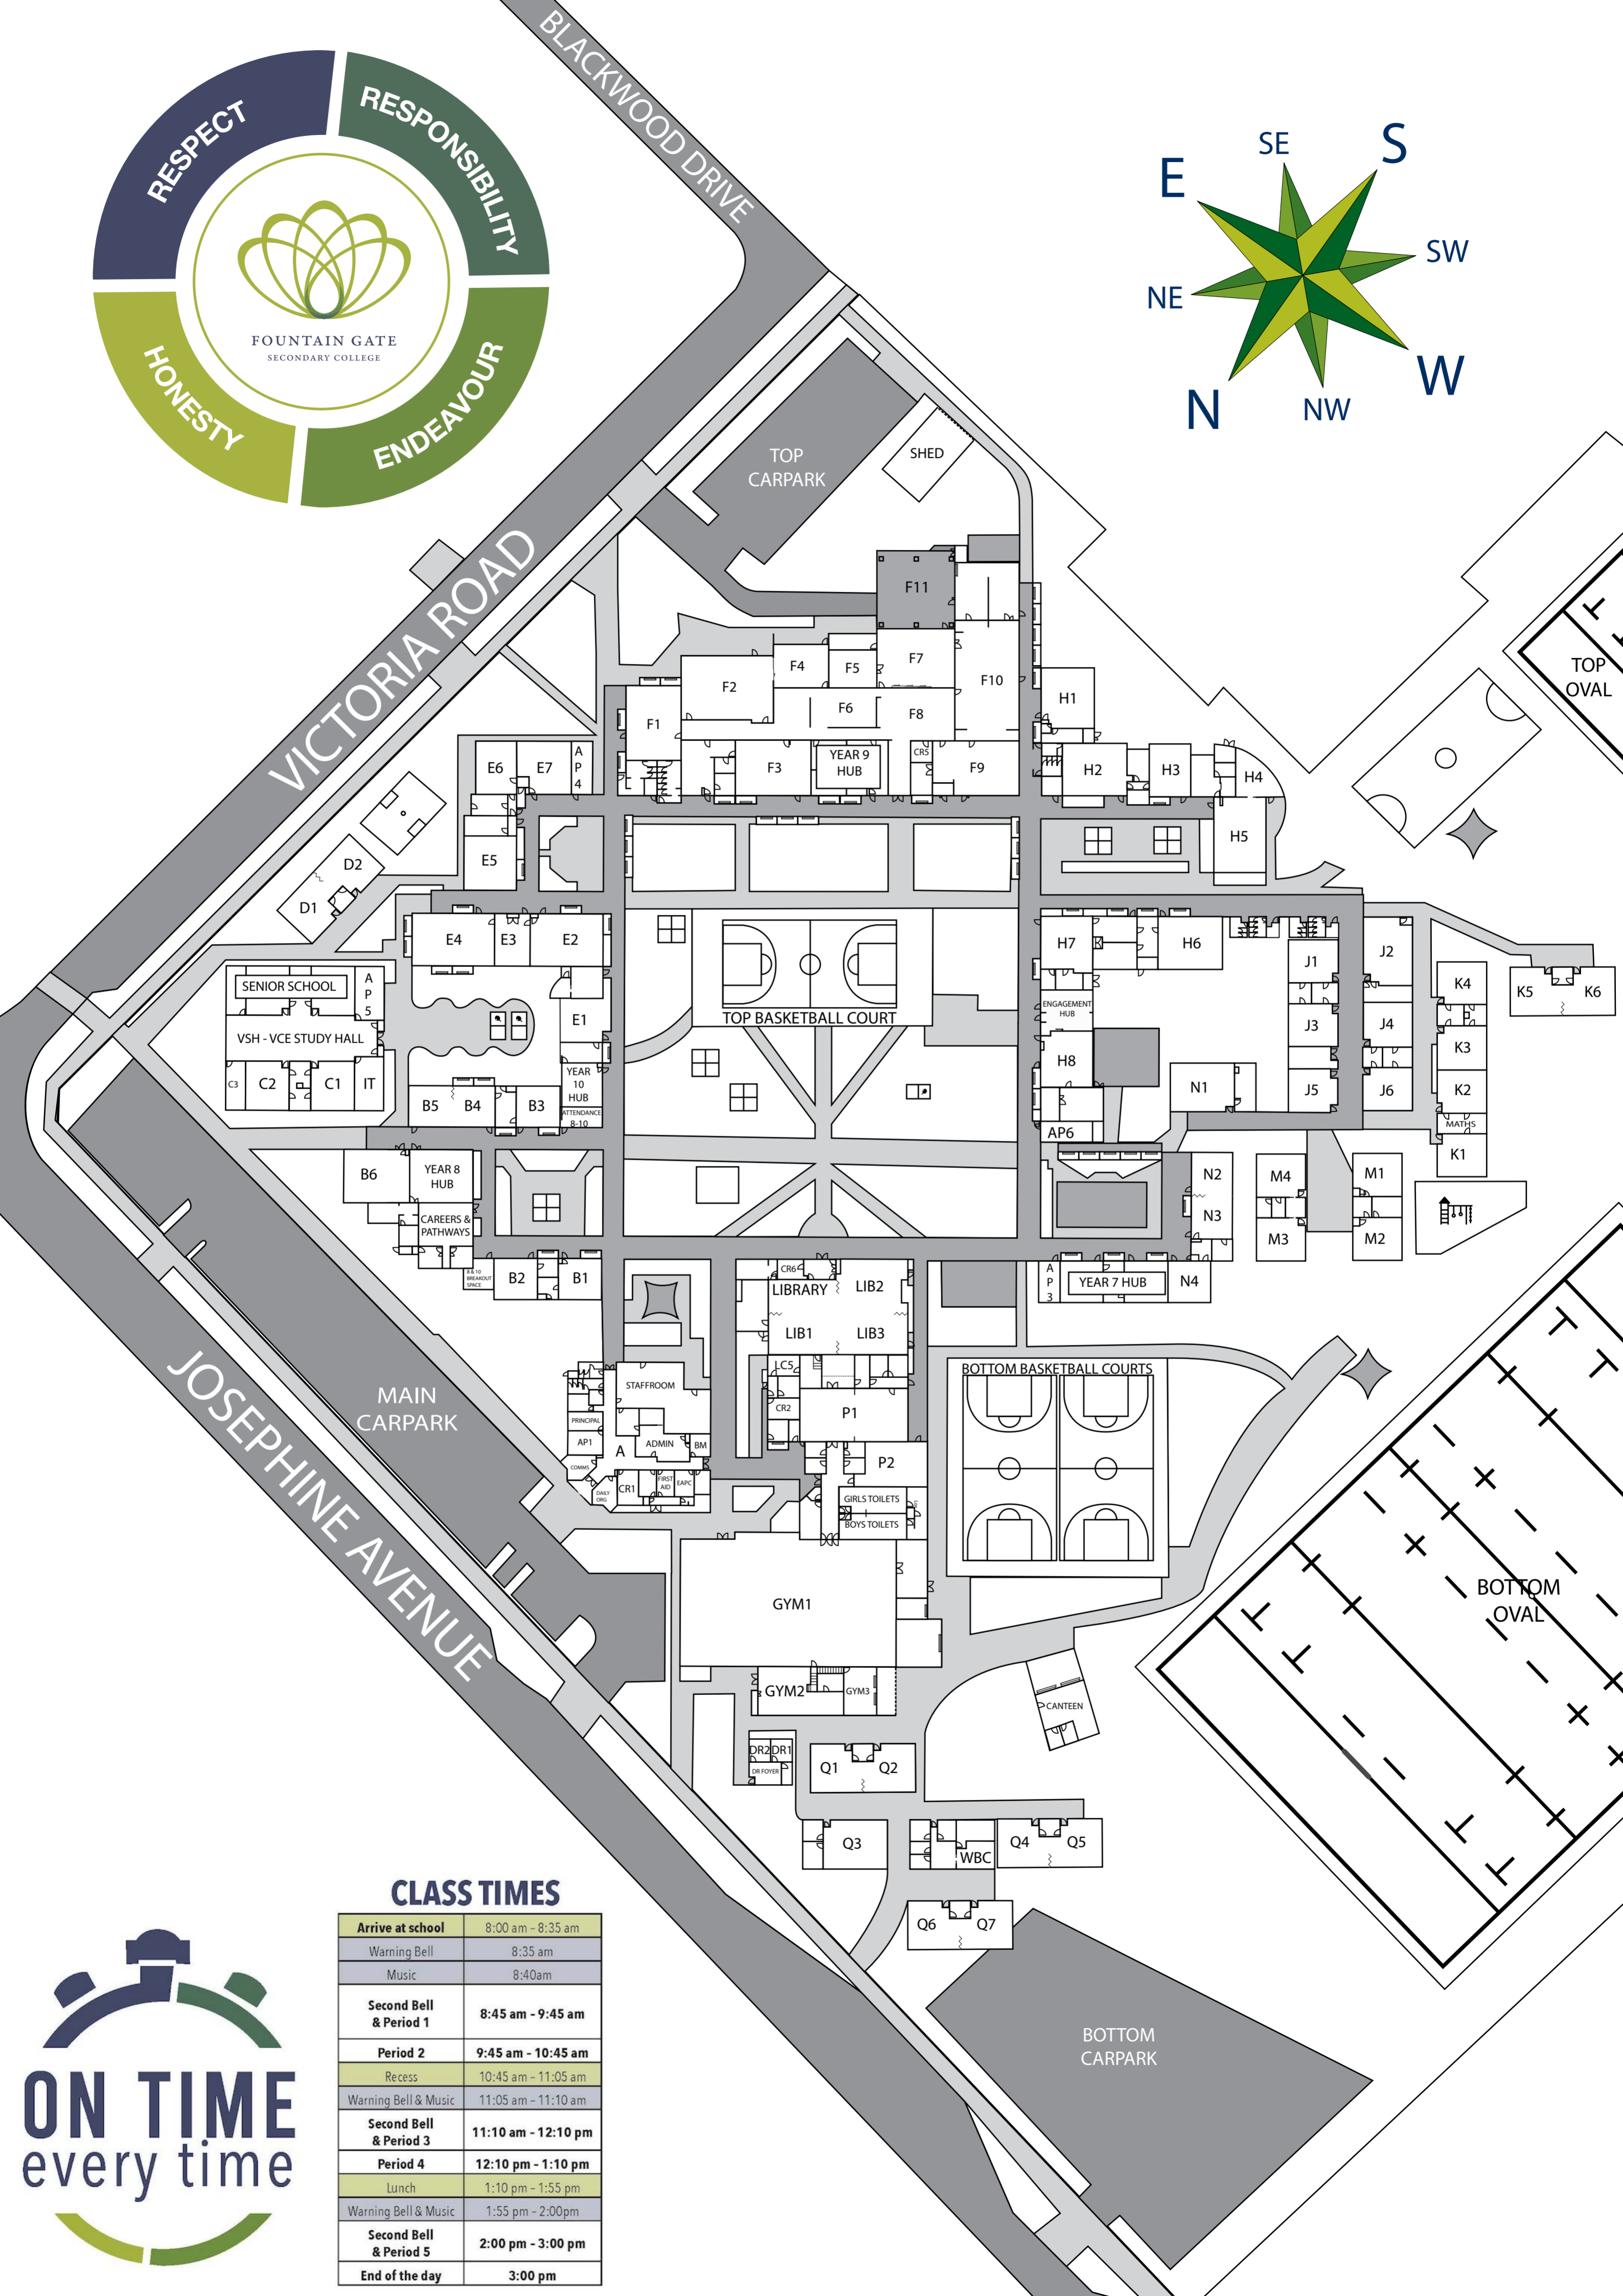 BLACKWOOD DRIVE
RESPECT
RESPONSIBILITY
HONESTY
ENDEAVOUR
FOUNTAIN GATE
SECONDARY COLLEGE
SE
S
E
SW
NE
W
N
NW
VICTORIA ROAD
TOP
CARPARK
SHED
TOP
OVAL
F11
F4
F5
F7
F2
F6
F10
F8
F1
H1
E6
E7
A
P
4
F3
YEAR 9
HUB
CR5
F9
H2
H3
H4
H5
E5
D2
D1
E4
E3
E2
H7
H6
J1
J2
K4
K5
K6
SENIOR SCHOOL
A
P
5
TOP BASKETBALL COURT
ENGAGEMENT
HUB
E1
J3
J4
VSH - VCE STUDY HALL
K3
H8
C3
C2
C1
IT
YEAR
10
HUB
N1
J5
J6
K2
B5
B4
B3
ATTENDANCE
8-10
AP6
MATHS
K1
B6
YEAR 8
HUB
N2
M4
M1
CAREERS &
PATHWAYS
N3
M3
M2
8 & 10
BREAKOUT
SPACE
B2
B1
CR6
LIBRARY
LIB2
A
P
3
YEAR 7 HUB
N4
LIB1
LIB3
JOSEPHINE AVENUE
MAIN
CARPARK
STAFFROOM
LC5
BOTTOM BASKETBALL COURTS
PRINCIPAL
CR2
P1
AP1
A
ADMIN
BM
COMMS
P2
DAILY
ORG
CR1
FIRST
AID
EAPC
GIRLS TOILETS
BOYS TOILETS
BOTTOM
OVAL
GYM1
GYM2
GYM3
CANTEEN
DR2
DR1
DR FOYER
Q1
Q2
Q3
WBC
Q4
Q5
Q6
Q7
BOTTOM
CARPARK
CLASS TIMES
Arrive at school 8:00 am – 8:35 am
Warning Bell 8:35 am
Music 8:40am
Second Bell
& Period 1 8:45 am - 9:45 am
Period 2 9:45 am - 10:45 am
Recess 10:45 am – 11:05 am
Warning Bell & Music 11:05 am – 11:10 am
Second Bell
& Period 3 11:10 am - 12:10 pm
Period 4 12:10 pm - 1:10 pm
Lunch 1:10 pm – 1:55 pm
Warning Bell & Music 1:55 pm - 2:00pm
Second Bell
& Period 5 2:00 pm - 3:00 pm
End of the day 3:00 pm
ON TIME
every time